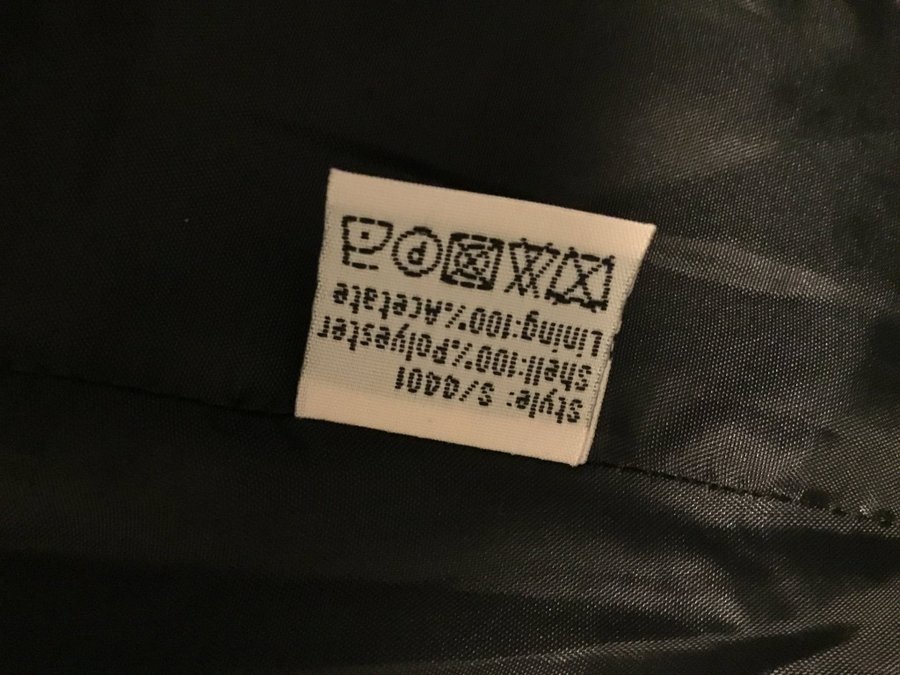 Style: S/4401
Shell:100%Polyester
Lining:100%Acetate
P